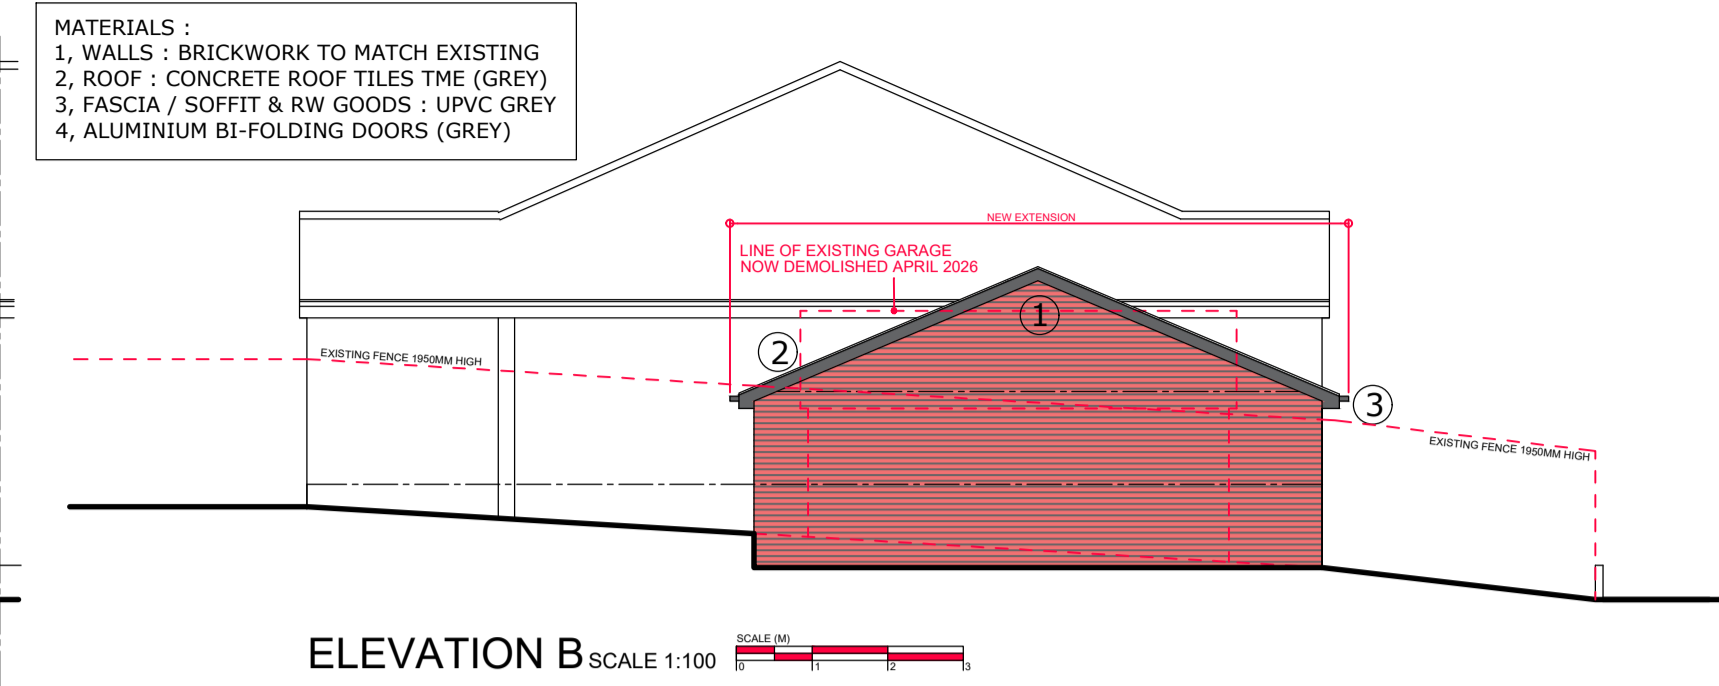 MATERIALS :
1, WALLS : BRICKWORK TO MATCH EXISTING
2, ROOF : CONCRETE ROOF TILES TME (GREY)
3, FASCIA / SOFFIT & RW GOODS : UPVC GREY
4, ALUMINIUM BI-FOLDING DOORS (GREY)
NEW EXTENSION
LINE OF EXISTING GARAGE
NOW DEMOLISHED APRIL 2026
1
2
EXISTING FENCE 1950MM HIGH
3
EXISTING FENCE 1950MM HIGH
ELEVATION B SCALE 1:100
SCALE (M)
0 1 2 3